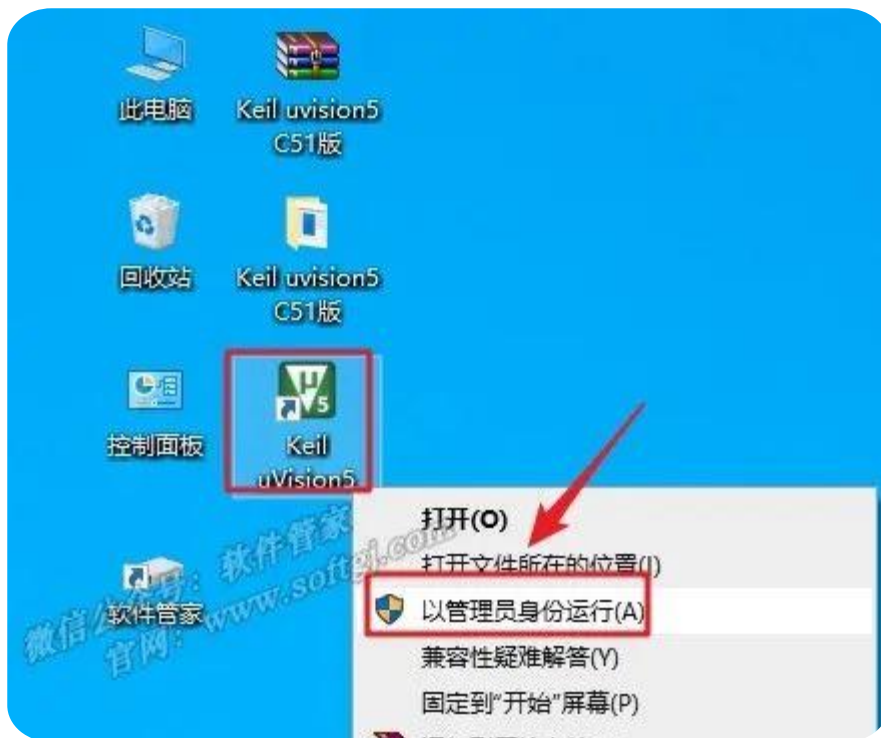 此电脑
Keil uvision5
C51版
回收站
Keil uvision5
C51版
控制面板
μ
V5
Keil
uVision5
软件管家
打开(O)
打开文件所在的位置(I)
以管理员身份运行(A)
兼容性疑难解答(Y)
固定到"开始"屏幕(P)
微信公众号：软件管家
官网：www.softgj.com